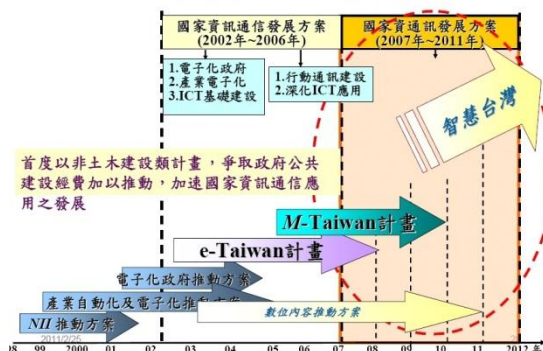 國家資訊通信發展方案
(2002年~2006年)
國家資通訊發展方案
(2007年~2011年)
1.電子化政府
2.產業電子化
3.ICT基礎建設
1.行動通訊建設
2.深化ICT應用
智慧台灣
首度以非土木建設類計畫，爭取政府公共
建設經費加以推動，加速國家資訊通信應
用之發展
M-Taiwan計畫
e-Taiwan計畫
電子化政府推動方案
產業自動化及電子化推動方案
數位內容推動方案
NII 推動方案
2011/2/25
98 99 2000 01 02 03 04 05 06 07 08 09 10 11 2012 年